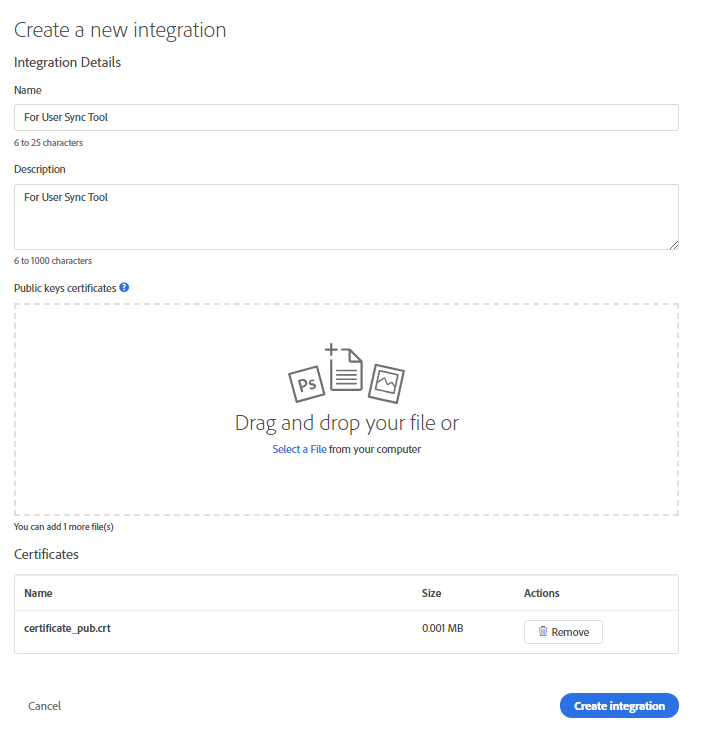 Create a new integration
Integration Details
Name
For User Sync Tool
6 to 25 characters
Description
For User Sync Tool
6 to 1000 characters
Public keys certificates ?
Ps
Drag and drop your file or
Select a File from your computer
You can add 1 more file(s)
Certificates
Name Size Actions
certificate_pub.crt 0.001 MB Remove
Cancel Create integration